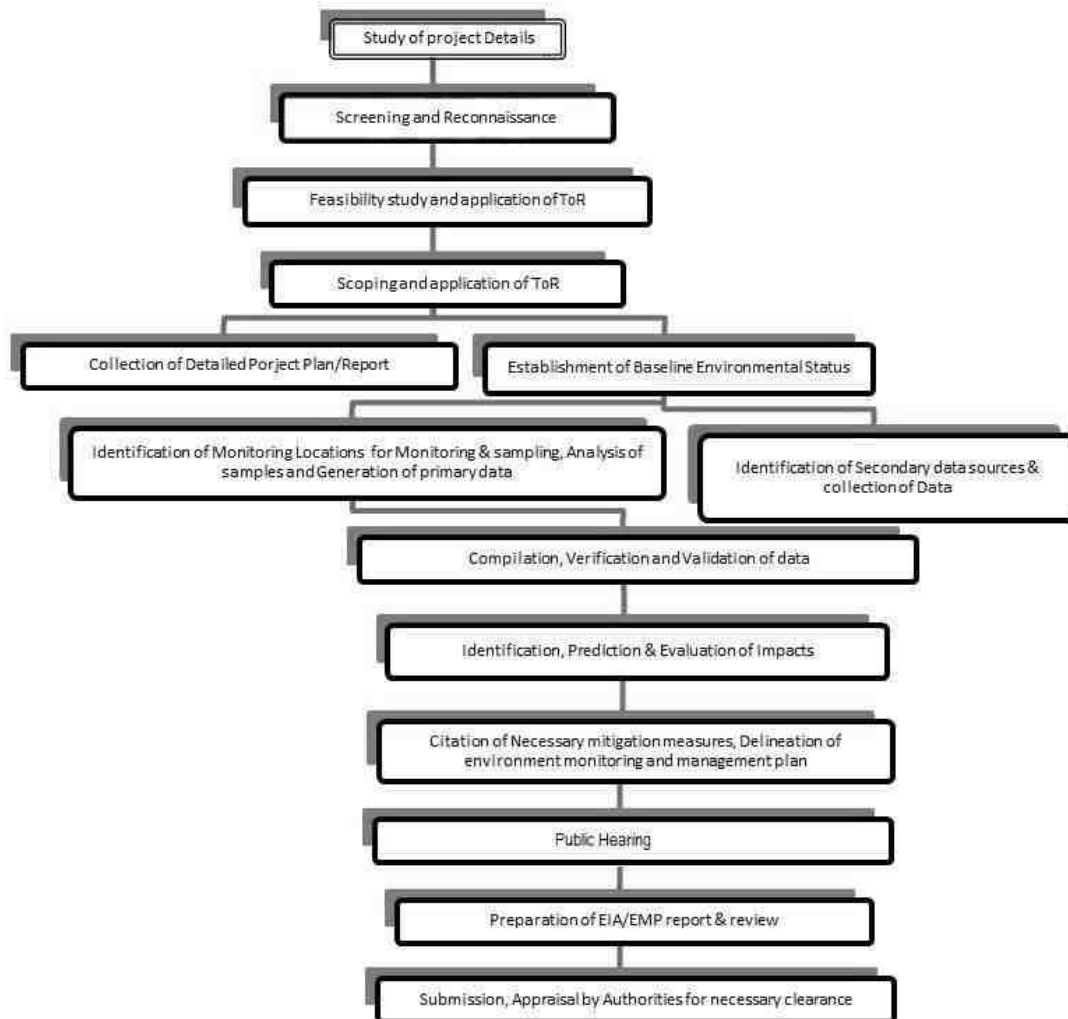 Study of project Details
Screening and Reconnaissance
Feasibility study and application of ToR
Scoping and application of ToR
Collection of Detailed Porject Plan/Report
Establishment of Baseline Environmental Status
Identification of Monitoring Locations for Monitoring & sampling, Analysis of
samples and Generation of primary data
Identification of Secondary data sources &
collection of Data
Compilation, Verification and Validation of data
Identification, Prediction & Evaluation of Impacts
Citation of Necessary mitigation measures, Delineation of
environment monitoring and management plan
Public Hearing
Preparation of EIA/EMP report & review
Submission, Appraisal by Authorities for necessary clearance